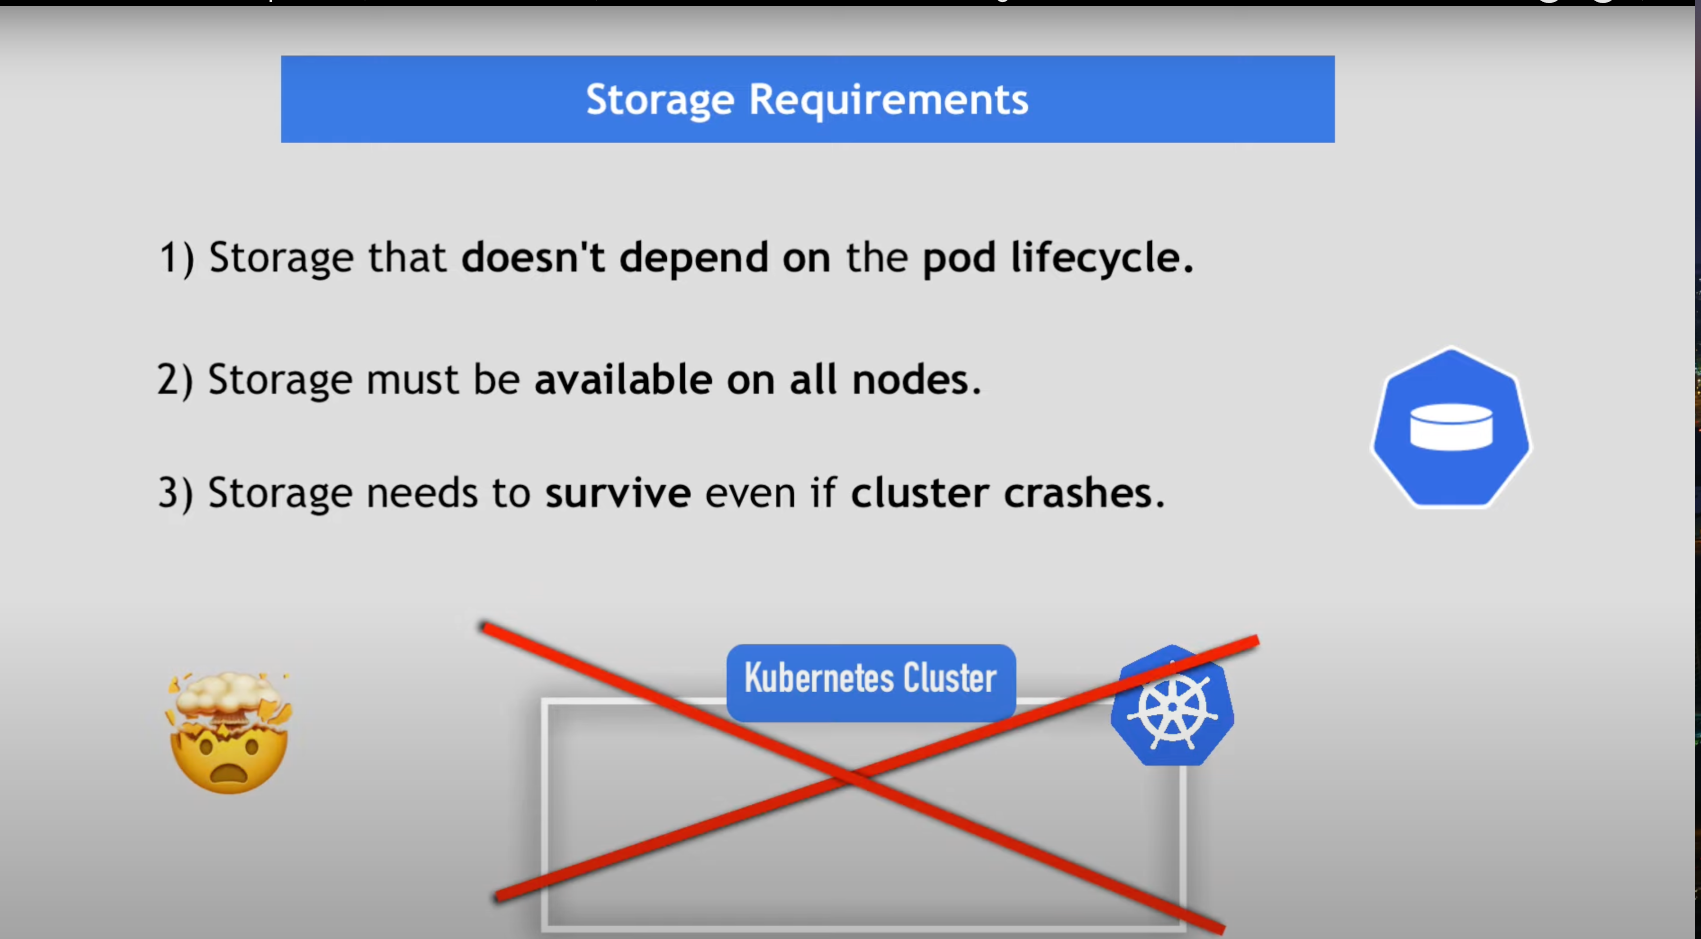 Storage Requirements
1) Storage that doesn't depend on the pod lifecycle.
2) Storage must be available on all nodes.
3) Storage needs to survive even if cluster crashes.
Kubernetes Cluster